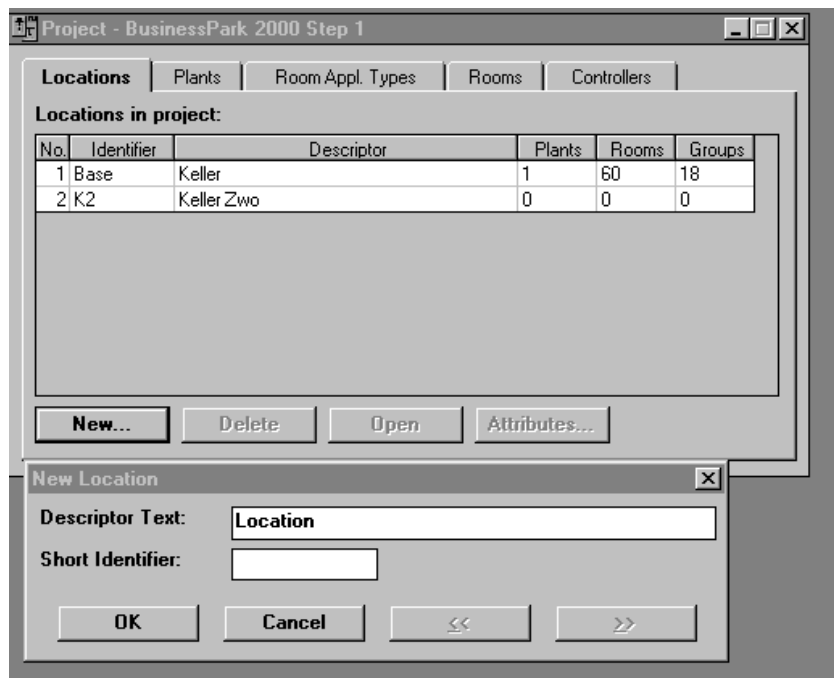 Project - BusinessPark 2000 Step 1
Locations Plants Room Appl. Types Rooms Controllers
Locations in project:
No. Identifier Descriptor Plants Rooms Groups
1 Base Keller 1 60 18
2 K2 Keller Zwo 0 0 0
New... Delete Open Attributes...
New Location
Descriptor Text: Location
Short Identifier:
OK Cancel << >>